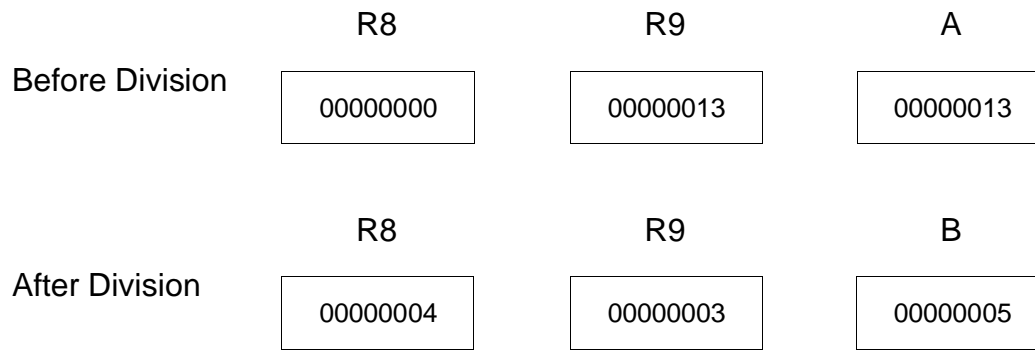 R8 R9 A
Before Division 00000000 00000013 00000013
R8 R9 B
After Division 00000004 00000003 00000005